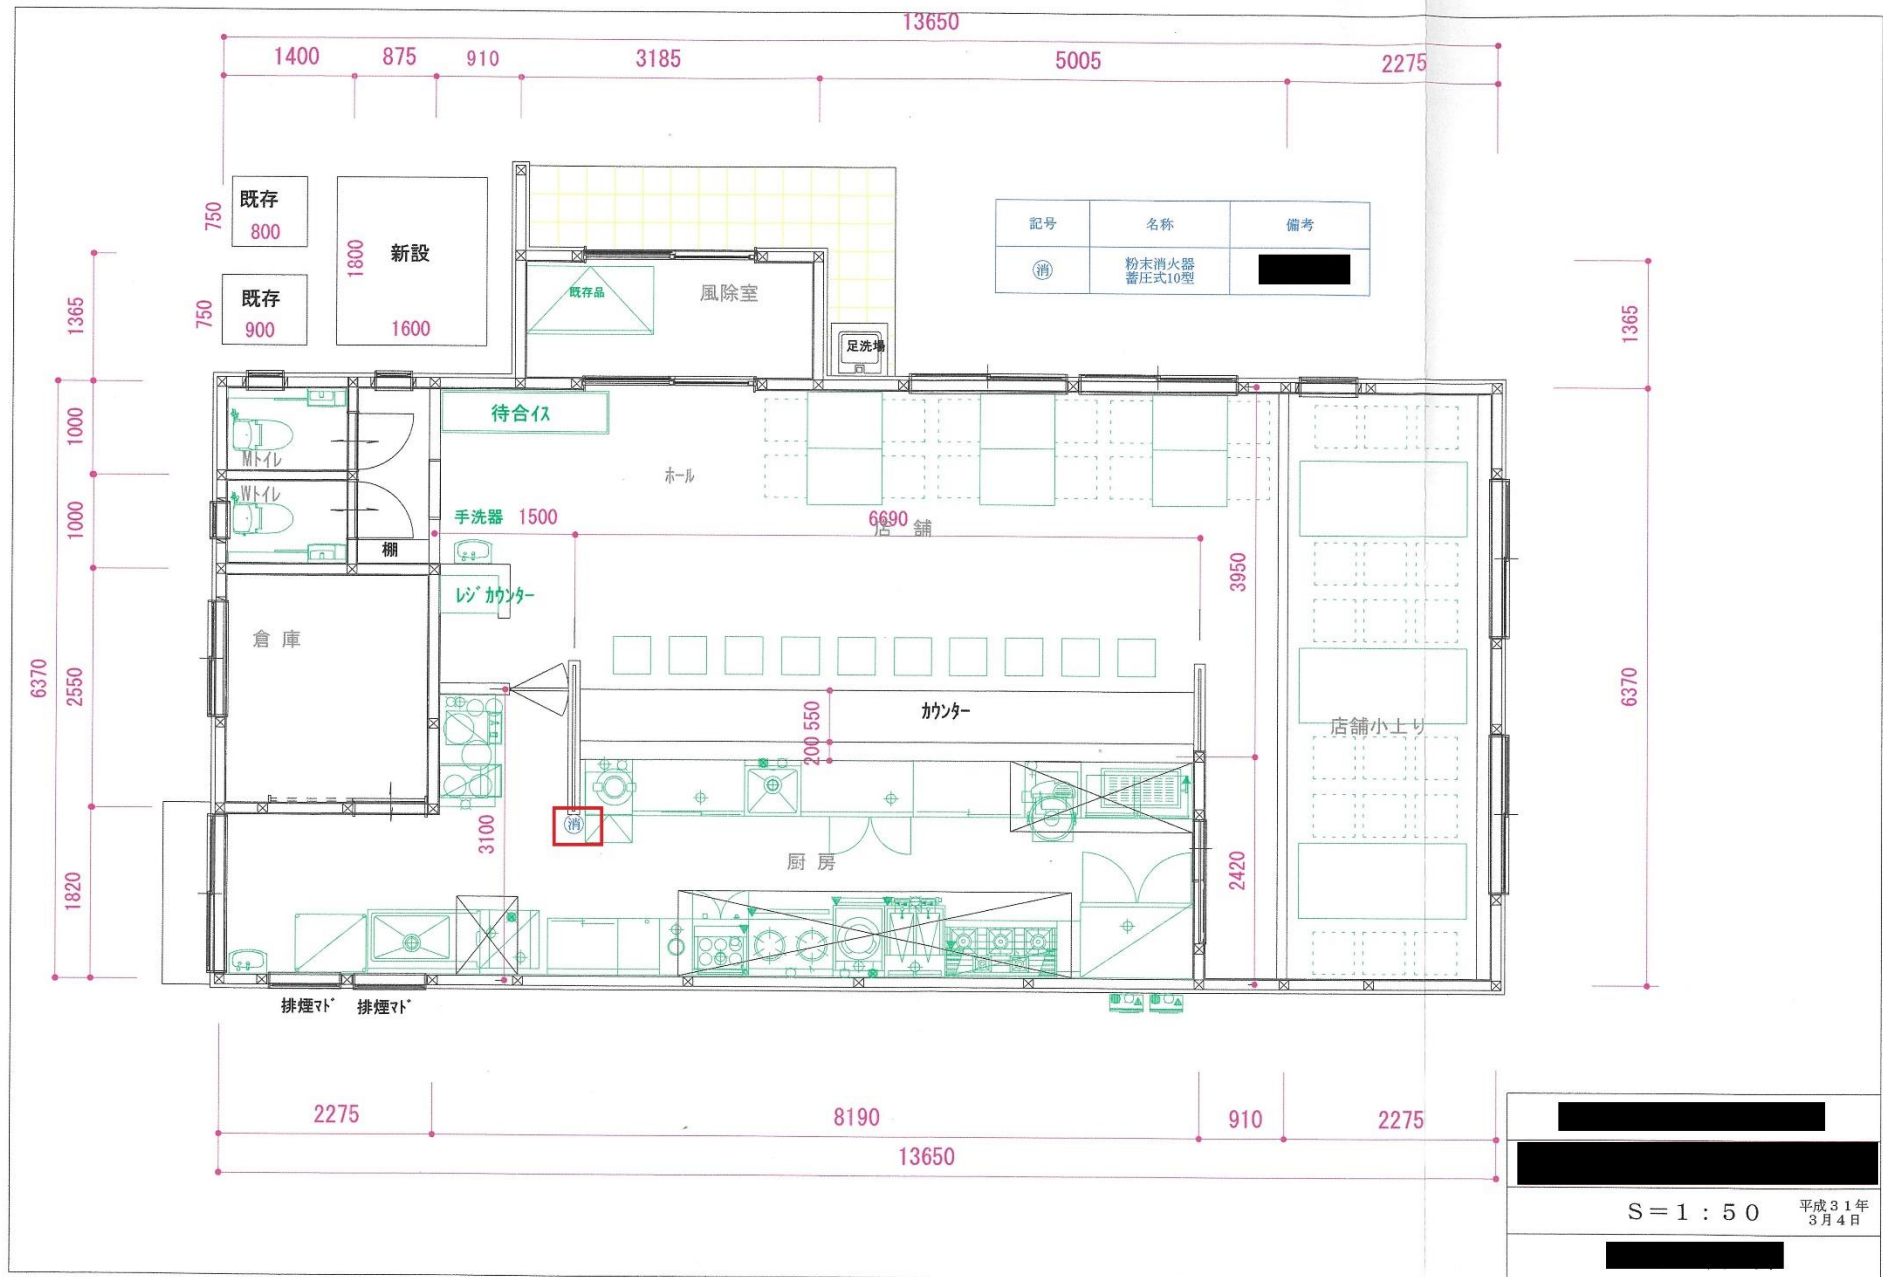 13650
1400
875
910
3185
5005
2275
既存
800
750
新設
1800
1600
既存
900
750
記号
名称
備考
消
粉末消火器
蓄圧式10型
1365
1365
既存品
風除室
足洗場
待合イス
Mトイレ
Wトイレ
ホール
1000
1000
手洗器
1500
6690
店 舗
棚
レジカウンター
3950
倉 庫
6370
2550
カウンター
550
200
店舗小上り
6370
消
3100
厨 房
1820
2420
排煙マド
排煙マド
2275
8190
910
2275
13650
S=1:50
平成31年
3月4日